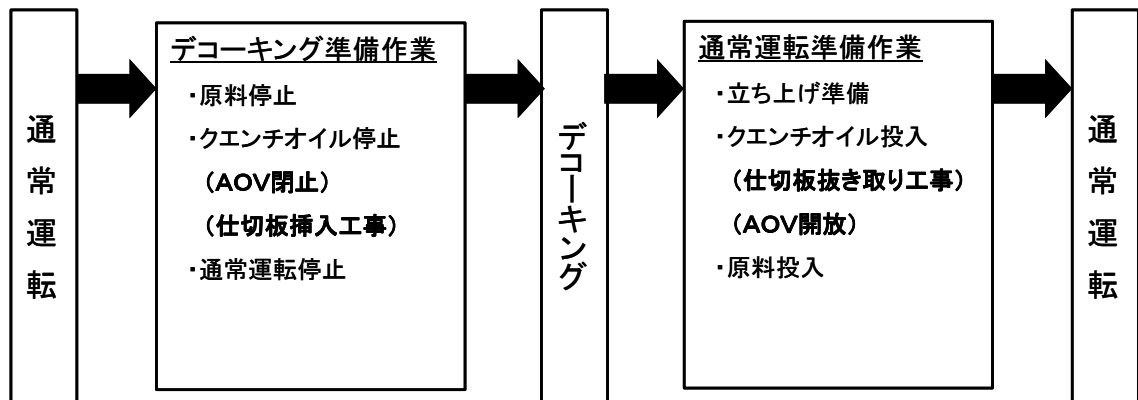 通常運転
デコーキング準備作業
・原料停止
・クエンチオイル停止
(AOV閉止)
(仕切板挿入工事)
・通常運転停止
デコーキング
通常運転準備作業
・立ち上げ準備
・クエンチオイル投入
(仕切板抜き取り工事)
(AOV開放)
・原料投入
通常運転